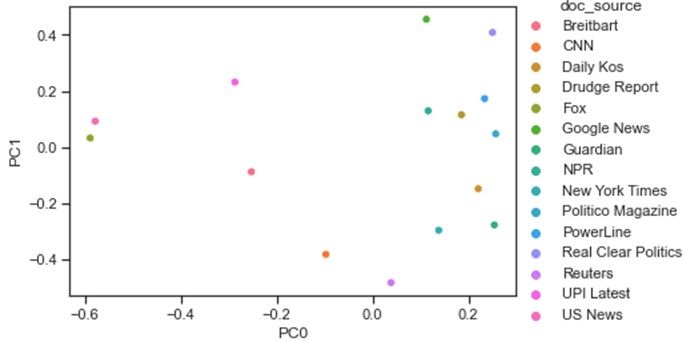 doc_source
Breitbart
CNN
Daily Kos
Drudge Report
Fox
Google News
Guardian
NPR
New York Times
Politico Magazine
PowerLine
Real Clear Politics
Reuters
UPI Latest
US News
PC1
0.4
0.2
0.0
−0.2
−0.4
−0.6
−0.4
−0.2
0.0
0.2
PC0